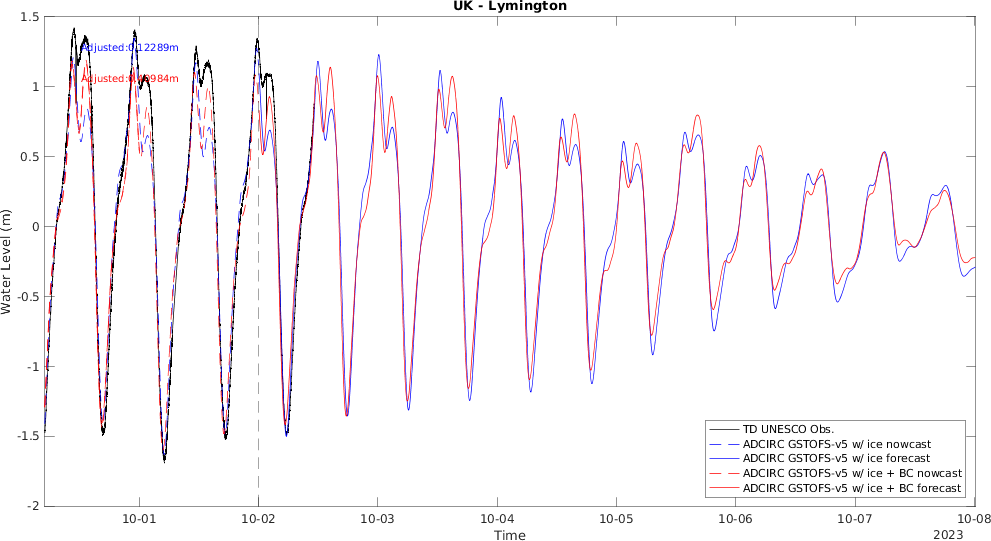 UK - Lymington
1.5
1
0.5
0
-0.5
-1
-1.5
-2
Water Level (m)
Adjusted:0.12289m
TD UNESCO Obs.
ADCIRC GSTOFS-v5 w/ ice nowcast
ADCIRC GSTOFS-v5 w/ ice forecast
ADCIRC GSTOFS-v5 w/ ice + BC nowcast
ADCIRC GSTOFS-v5 w/ ice + BC forecast
10-01
10-02
10-03
10-04
10-05
10-06
10-07
10-08
Time
2023